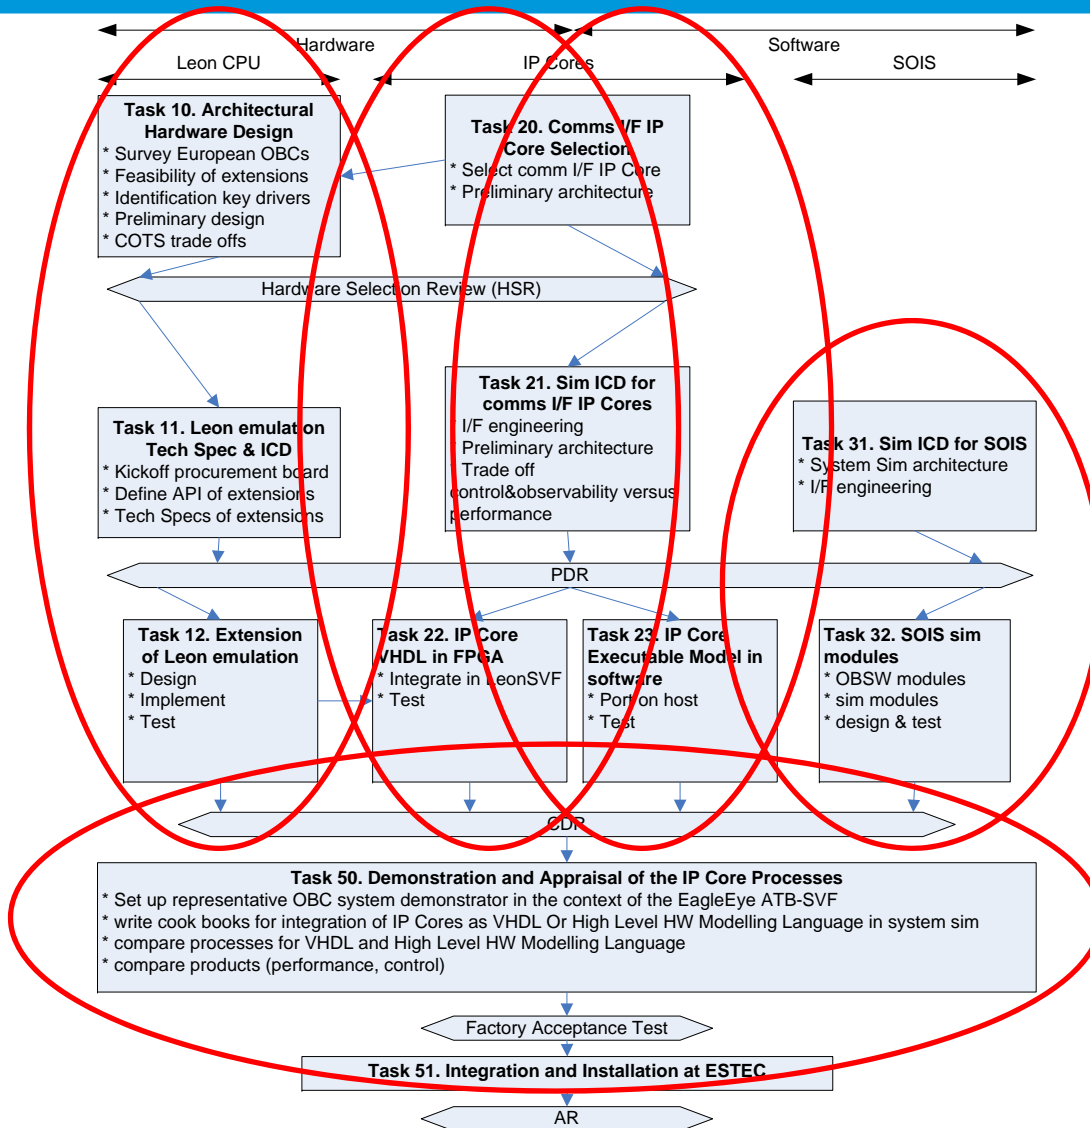 Hardware
Software
Leon CPU
IP Cores
SOIS
Task 10. Architectural
Hardware Design
* Survey European OBCs
* Feasibility of extensions
* Identification key drivers
* Preliminary design
* COTS trade offs
Task 20. Comms I/F IP
Core Selection
* Select comm I/F IP Core
* Preliminary architecture
Hardware Selection Review (HSR)
Task 11. Leon emulation
Tech Spec & ICD
* Kickoff procurement board
* Define API of extensions
* Tech Specs of extensions
Task 21. Sim ICD for
comms I/F IP Cores
* I/F engineering
* Preliminary architecture
* Trade off
control&observability versus
performance
Task 31. Sim ICD for SOIS
* System Sim architecture
* I/F engineering
PDR
Task 12. Extension
of Leon emulation
* Design
* Implement
* Test
Task 22. IP Core
VHDL in FPGA
* Integrate in LeonSVF
* Test
Task 23. IP Core
Executable Model in
software
* Port on host
* Test
Task 32. SOIS sim
modules
* OBSW modules
* sim modules
* design & test
CDR
Task 50. Demonstration and Appraisal of the IP Core Processes
* Set up representative OBC system demonstrator in the context of the EagleEye ATB-SVF
* write cook books for integration of IP Cores as VHDL Or High Level HW Modelling Language in system sim
* compare processes for VHDL and High Level HW Modelling Language
* compare products (performance, control)
Factory Acceptance Test
Task 51. Integration and Installation at ESTEC
AR